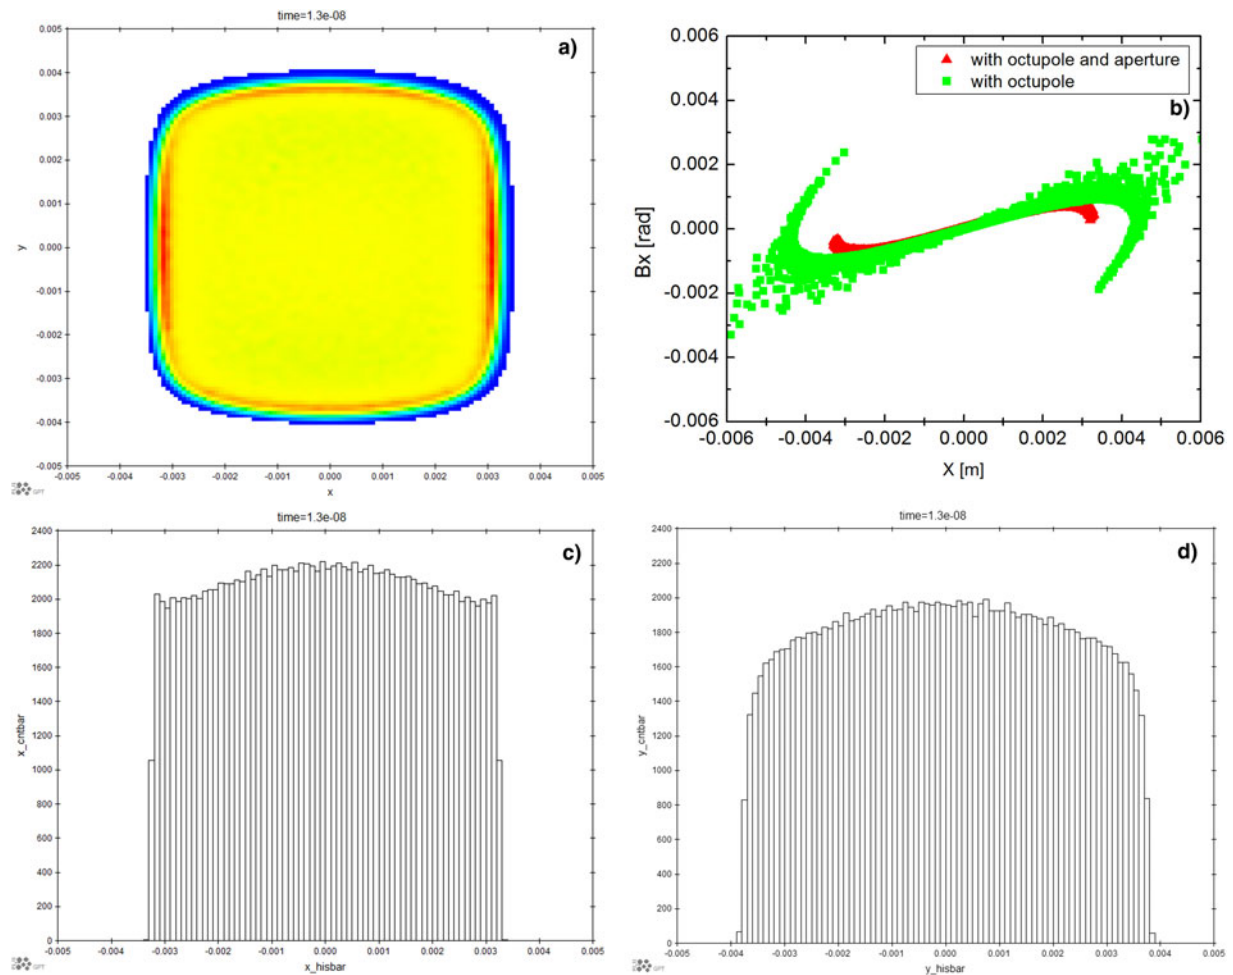 time=1.3e-08
a)
0.005
0.004
0.003
0.002
0.001
y
0.000
-0.001
-0.002
-0.003
-0.004
-0.005
-0.005 -0.004 -0.003 -0.002 -0.001 0.000 0.001 0.002 0.003 0.004 0.005
x
GPT
with octupole and aperture
with octupole
b)
0.006
0.004
0.002
0.000
-0.002
-0.004
-0.006
Bx [rad]
-0.006 -0.004 -0.002 0.000 0.002 0.004 0.006
X [m]
time=1.3e-08
c)
2400
2200
2000
1800
1600
1400
1200
1000
800
600
400
200
0
x_cntbar
-0.005 -0.004 -0.003 -0.002 -0.001 0.000 0.001 0.002 0.003 0.004 0.005
x_hisbar
GPT
time=1.3e-08
d)
2400
2200
2000
1800
1600
1400
1200
1000
800
600
400
200
0
y_cntbar
-0.005 -0.004 -0.003 -0.002 -0.001 0.000 0.001 0.002 0.003 0.004 0.005
y_hisbar
GPT